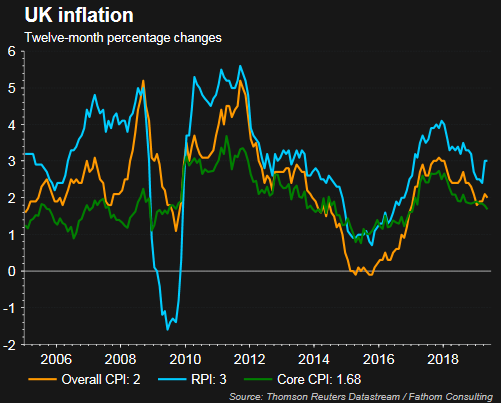 UK inflation
Twelve-month percentage changes
6
5
4
3
2
1
0
-1
-2
2006 2008 2010 2012 2014 2016 2018
Overall CPI: 2 RPI: 3 Core CPI: 1.68
Source: Thomson Reuters Datastream / Fathom Consulting